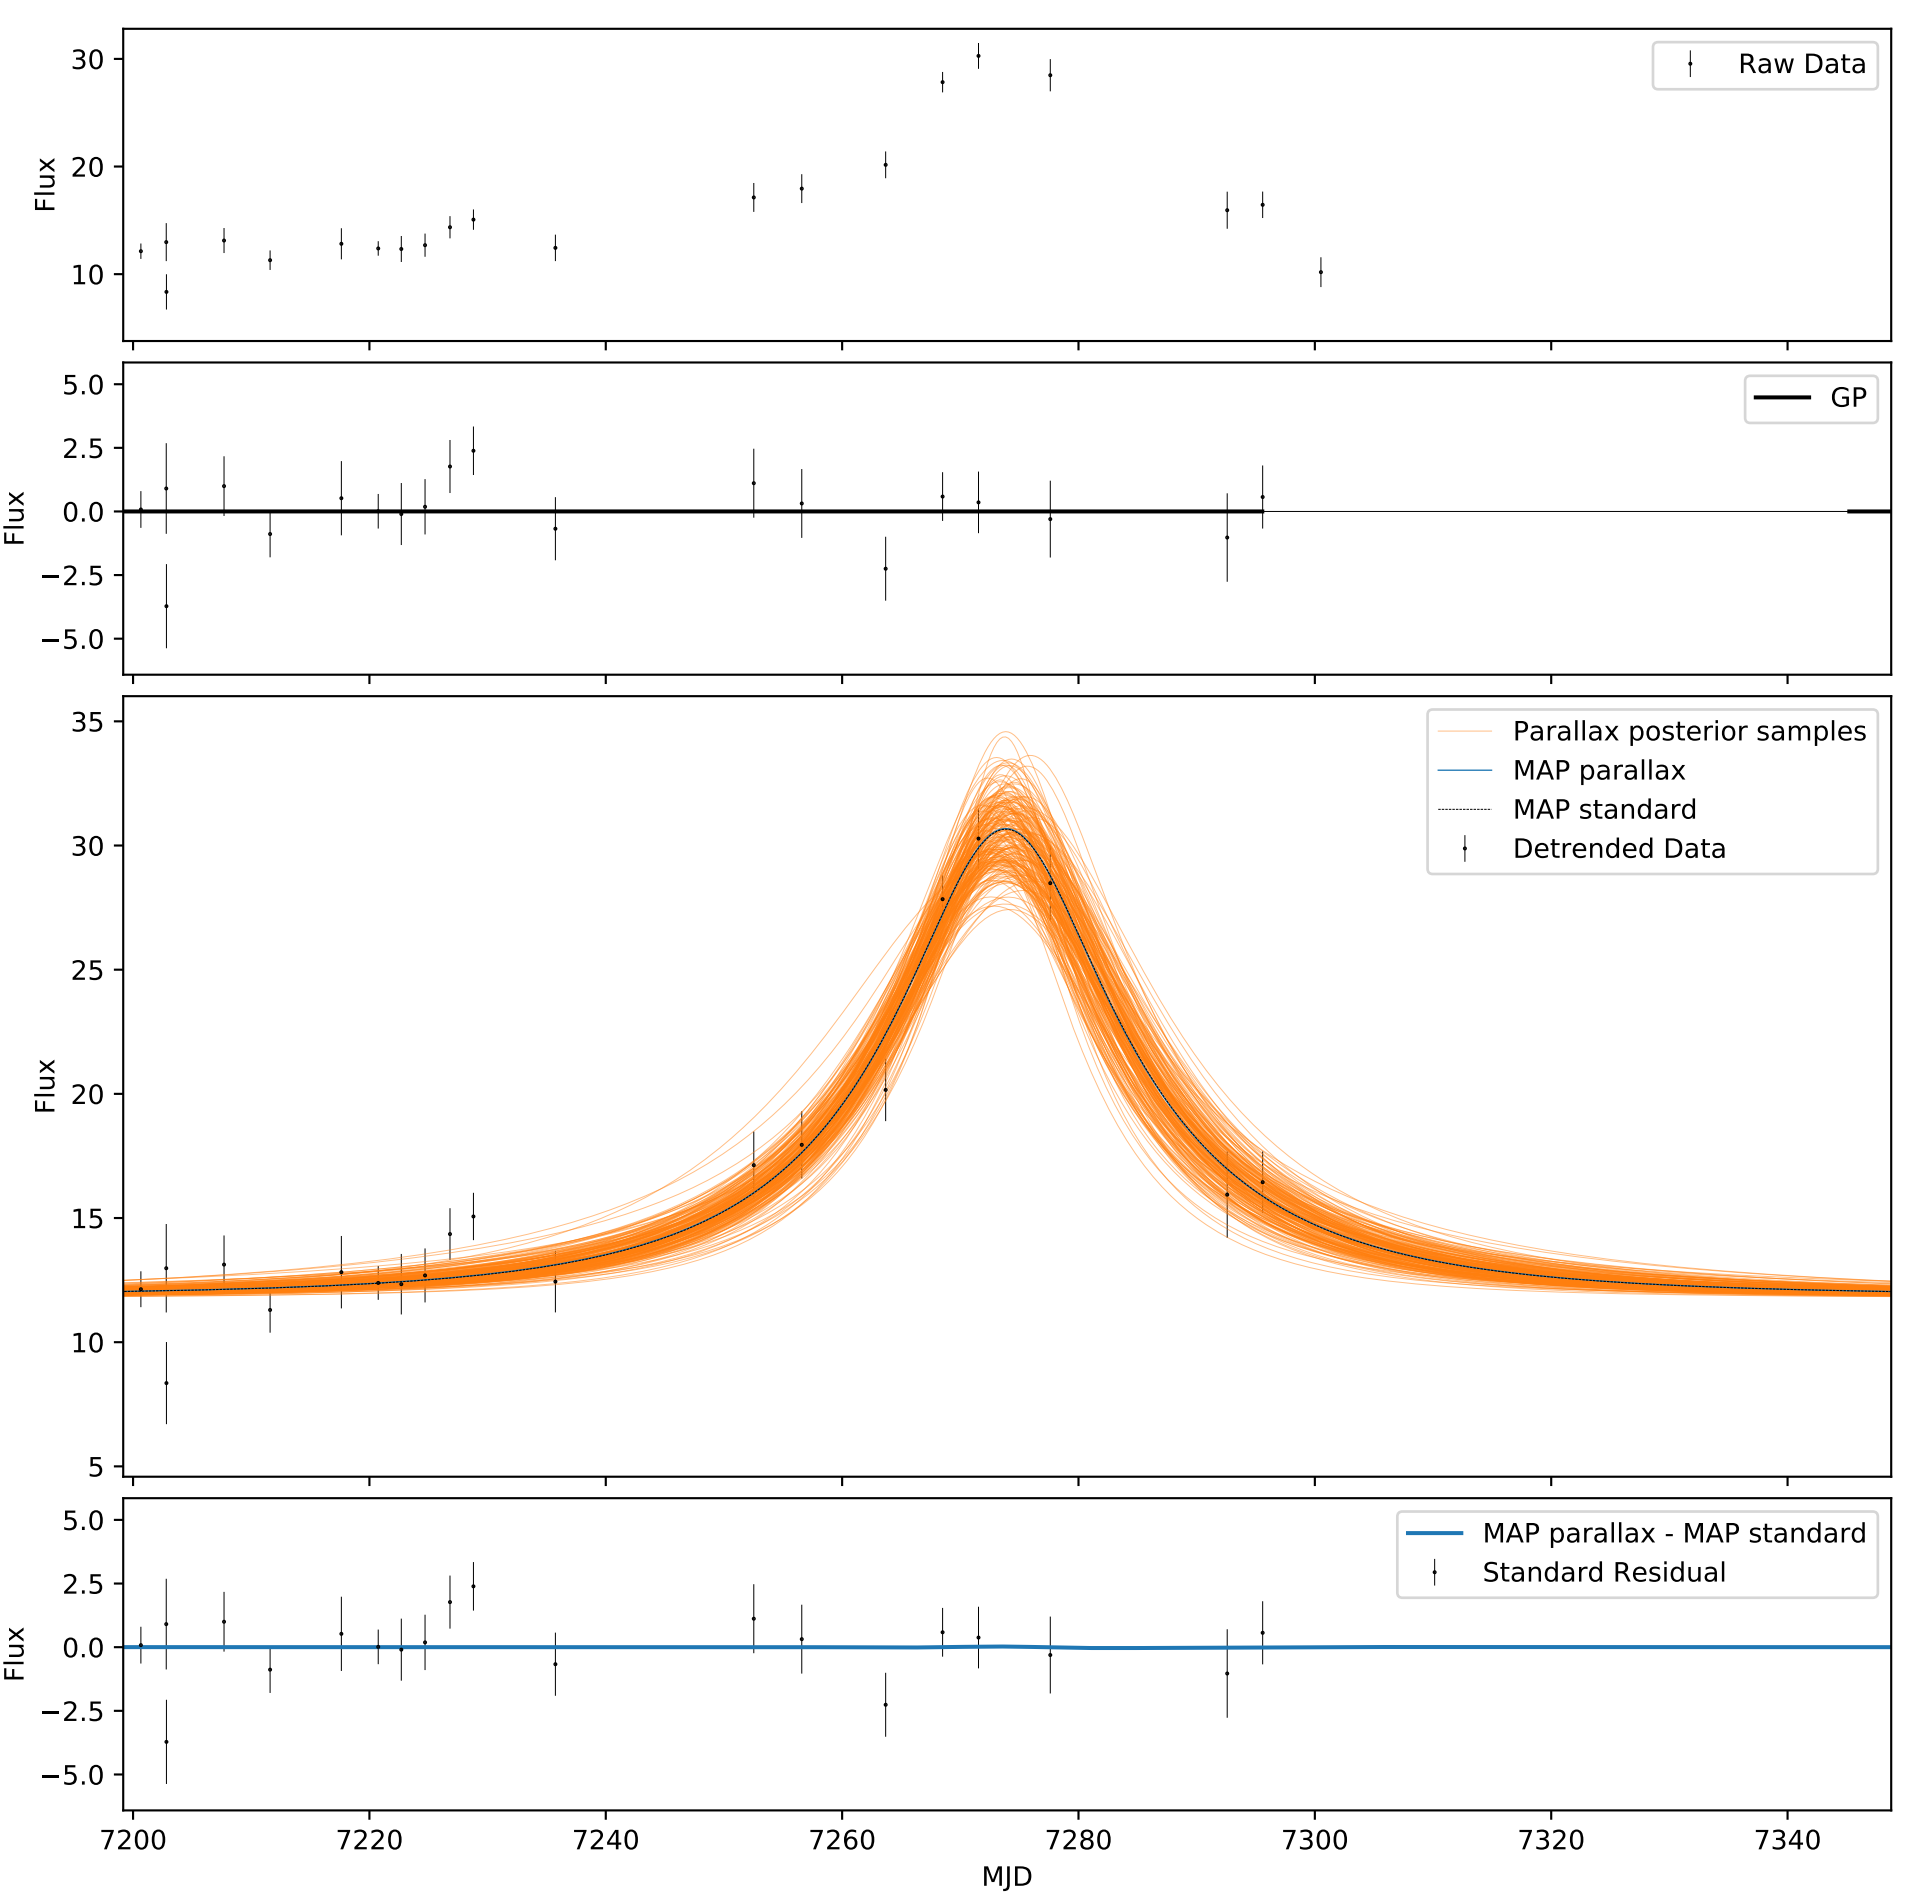 30
20
10
Flux
Raw Data
5.0
2.5
0.0
−2.5
−5.0
Flux
GP
35
30
25
20
15
10
5
Flux
Parallax posterior samples
MAP parallax
MAP standard
Detrended Data
5.0
2.5
0.0
−2.5
−5.0
Flux
MAP parallax - MAP standard
Standard Residual
7200 7220 7240 7260 7280 7300 7320 7340
MJD